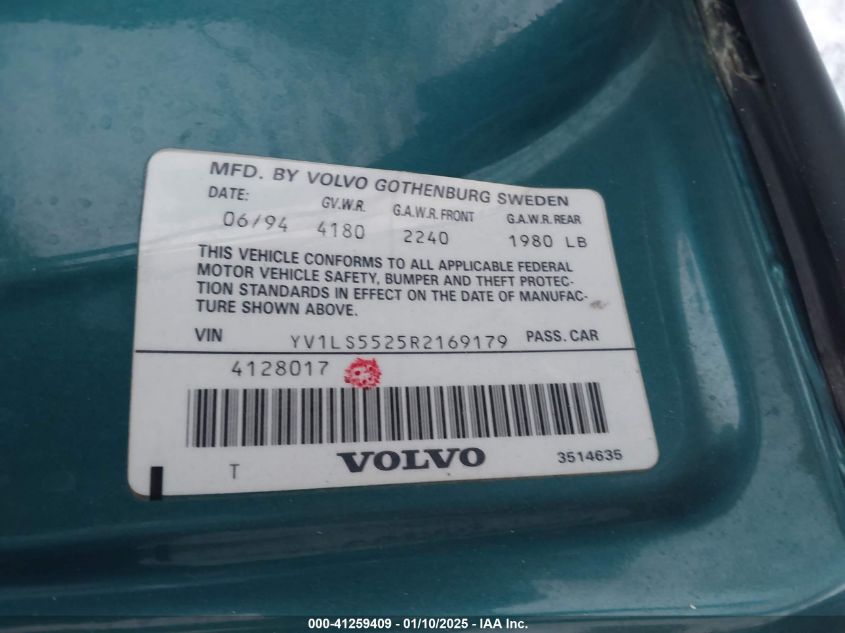 MFD. BY VOLVO GOTHENBURG SWEDEN
DATE: GV.W.R. G.A.W.R. FRONT G.A.W.R. REAR
06/94 4180 2240 1980 LB
THIS VEHICLE CONFORMS TO ALL APPLICABLE FEDERAL
MOTOR VEHICLE SAFETY, BUMPER AND THEFT PROTEC-
TION STANDARDS IN EFFECT ON THE DATE OF MANUFAC-
TURE SHOWN ABOVE.
VIN YV1LS5525R2169179 PASS. CAR
4128017
T VOLVO 3514635
000-41259409 - 01/10/2025 - IAA Inc.